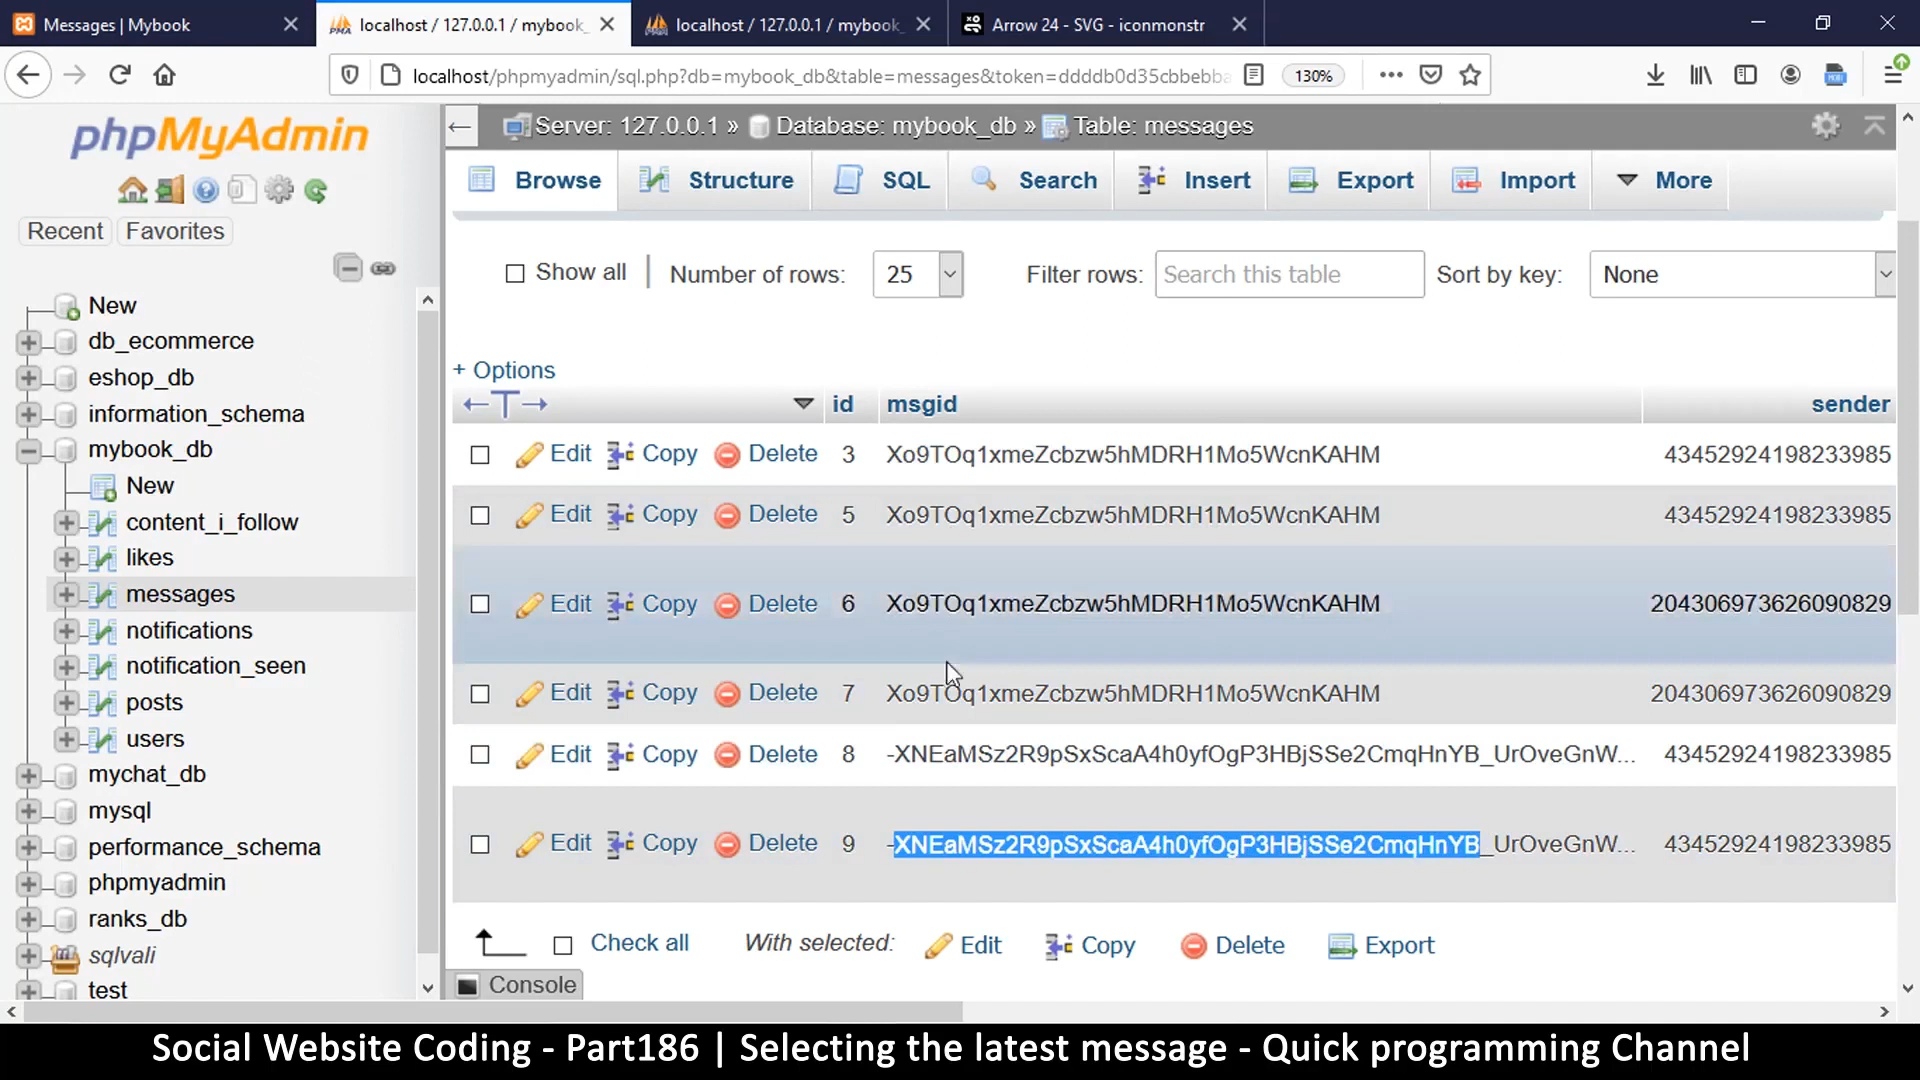 Messages | Mybook
localhost / 127.0.0.1 / mybook_
localhost / 127.0.0.1 / mybook_
Arrow 24 - SVG - iconmonstr
localhost/phpmyadmin/sql.php?db=mybook_db&table=messages&token=ddddb0d35cbbebba
130%
phpMyAdmin
Recent
Favorites
New
db_ecommerce
eshop_db
information_schema
mybook_db
New
content_i_follow
likes
messages
notifications
notification_seen
posts
users
mychat_db
mysql
performance_schema
phpmyadmin
ranks_db
sqlvali
test
Server: 127.0.0.1 » Database: mybook_db » Table: messages
Browse Structure SQL Search Insert Export Import More
Show all Number of rows: 25 Filter rows: Search this table Sort by key: None
+ Options
id msgid sender
Edit Copy Delete 3 Xo9TOq1xmeZcbzw5hMDRH1Mo5WcnKAHM 43452924198233985
Edit Copy Delete 5 Xo9TOq1xmeZcbzw5hMDRH1Mo5WcnKAHM 43452924198233985
Edit Copy Delete 6 Xo9TOq1xmeZcbzw5hMDRH1Mo5WcnKAHM 204306973626090829
Edit Copy Delete 7 Xo9TOq1xmeZcbzw5hMDRH1Mo5WcnKAHM 204306973626090829
Edit Copy Delete 8 -XNEaMSz2R9pSxScaA4h0yfOgP3HBjSSe2CmqHnYB_UrOveGnW... 43452924198233985
Edit Copy Delete 9 -XNEaMSz2R9pSxScaA4h0yfOgP3HBjSSe2CmqHnYB_UrOveGnW... 43452924198233985
Check all With selected: Edit Copy Delete Export
Console
Social Website Coding - Part186 | Selecting the latest message - Quick programming Channel